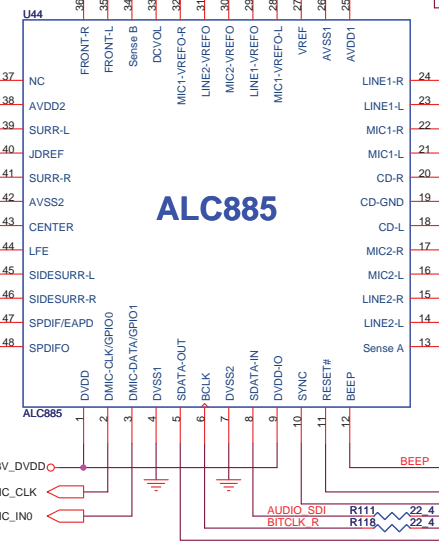 U44
36 35 34 33 32 31 30 29 28 27 26 25
FRONT-R
FRONT-L
Sense B
DCVOL
MIC1-VREFO-R
LINE2-VREFO
MIC2-VREFO
LINE1-VREFO
MIC1-VREFO-L
VREF
AVSS1
AVDD1
37 NC LINE1-R 24
38 AVDD2 LINE1-L 23
39 SURR-L MIC1-R 22
40 JDREF MIC1-L 21
41 SURR-R CD-R 20
42 AVSS2 CD-GND 19
43 CENTER CD-L 18
44 LFE MIC2-R 17
45 SIDESURR-L MIC2-L 16
46 SIDESURR-R LINE2-R 15
47 SPDIF/EAPD LINE2-L 14
48 SPDIFO Sense A 13
ALC885
DVDD
DMIC-CLK/GPIO0
DMIC-DATA/GPIO1
DVSS1
SDATA-OUT
BCLK
DVSS2
SDATA-IN
DVDD-IO
SYNC
RESET#
BEEP
ALC885
1 2 3 4 5 6 7 8 9 10 11 12
V_DVDD BEEP
IC_CLK
IC_IN0
AUDIO_SDI R111 22_4
BITCLK_R R118 22_4